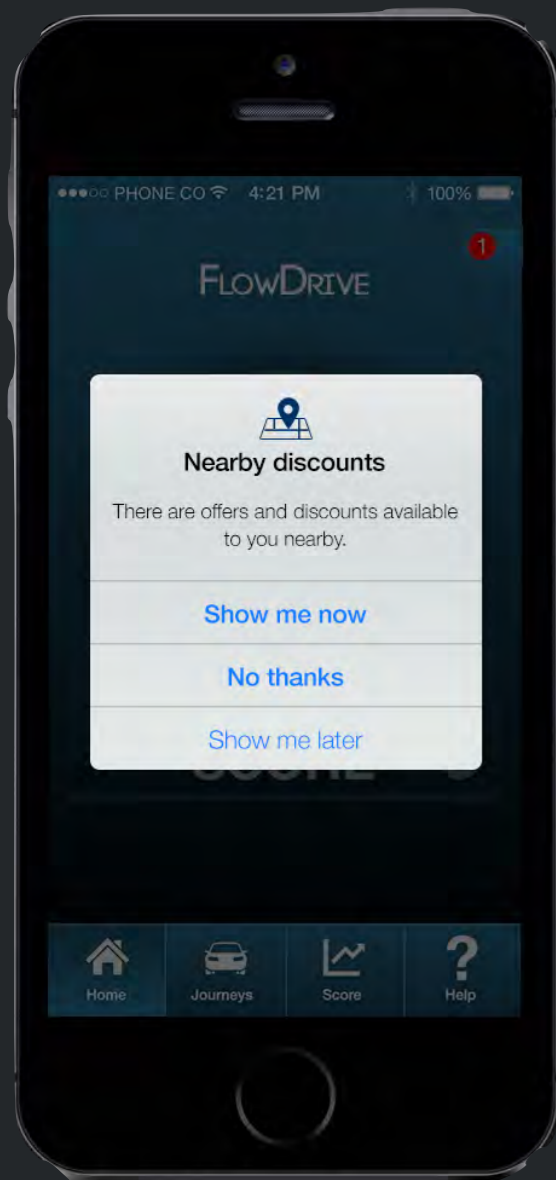 PHONE CO 4:21 PM 100%
1
FLOWDRIVE
Nearby discounts
There are offers and discounts available
to you nearby.
Show me now
No thanks
Show me later
SCORE
Home Journeys Score Help